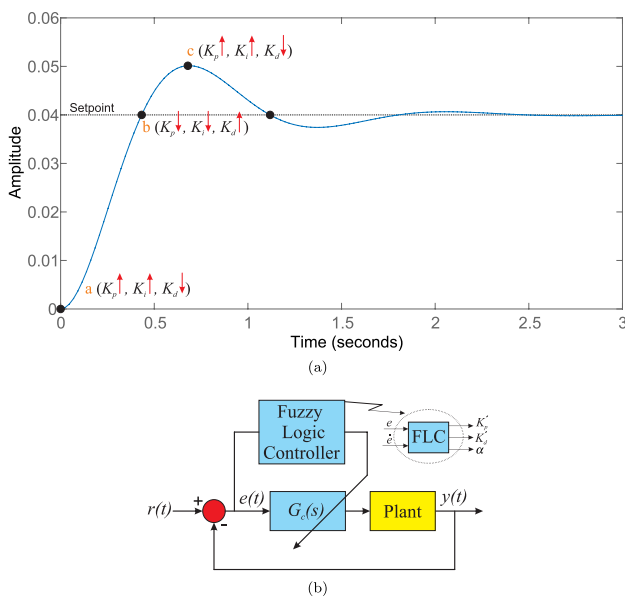 (a)
0.06
0.05
0.04
0.03
0.02
0.01
0
Amplitude
c (Kp↑, Ki↑, Kd↓)
Setpoint
b (Kp↓, Ki↓, Kd↑)
a (Kp↑, Ki↑, Kd↓)
0 0.5 1 1.5 2 2.5 3
Time (seconds)
(a)
Fuzzy
Logic
Controller
e
ė
FLC
K'p
K'd
α
r(t)
+
-
e(t)
Gc(s)
Plant
y(t)
(b)